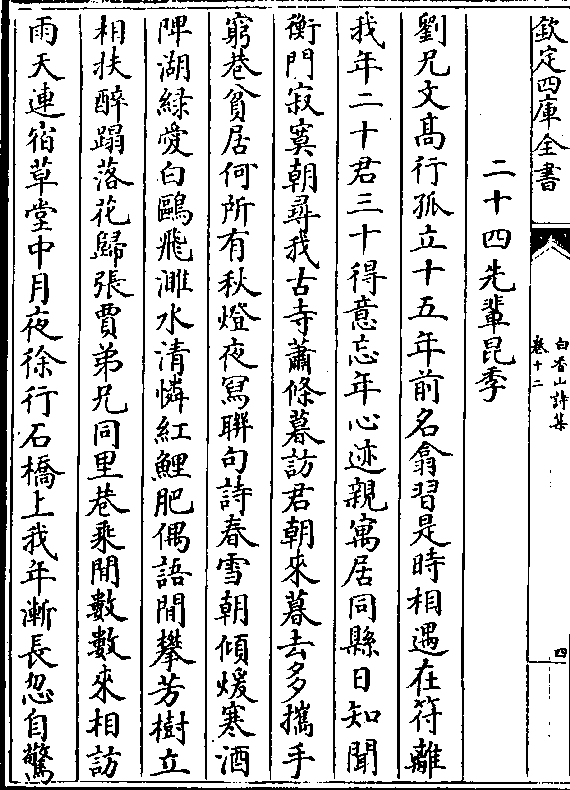 欽定四庫全書
白香山詩集
卷十二
四
二十四先輩昆季
劉兄文髙行孤立十五年前名翕習是時相遇在符離
我年二十君三十得意忘年心迹親寓居同縣日知聞
衡門寂寞朝尋我古寺蕭條暮訪君朝來暮去多攜手
窮巷貧居何所有秋燈夜冩聯句詩春雪朝傾煖寒酒
陴湖緑愛白鷗飛濉水清憐紅鯉肥偶語閒攀芳樹立
相扶醉蹋落花歸張賈弟兄同里巷乘閒數數來相訪
雨天連宿草堂中月夜徐行石橋上我年漸長忽自驚